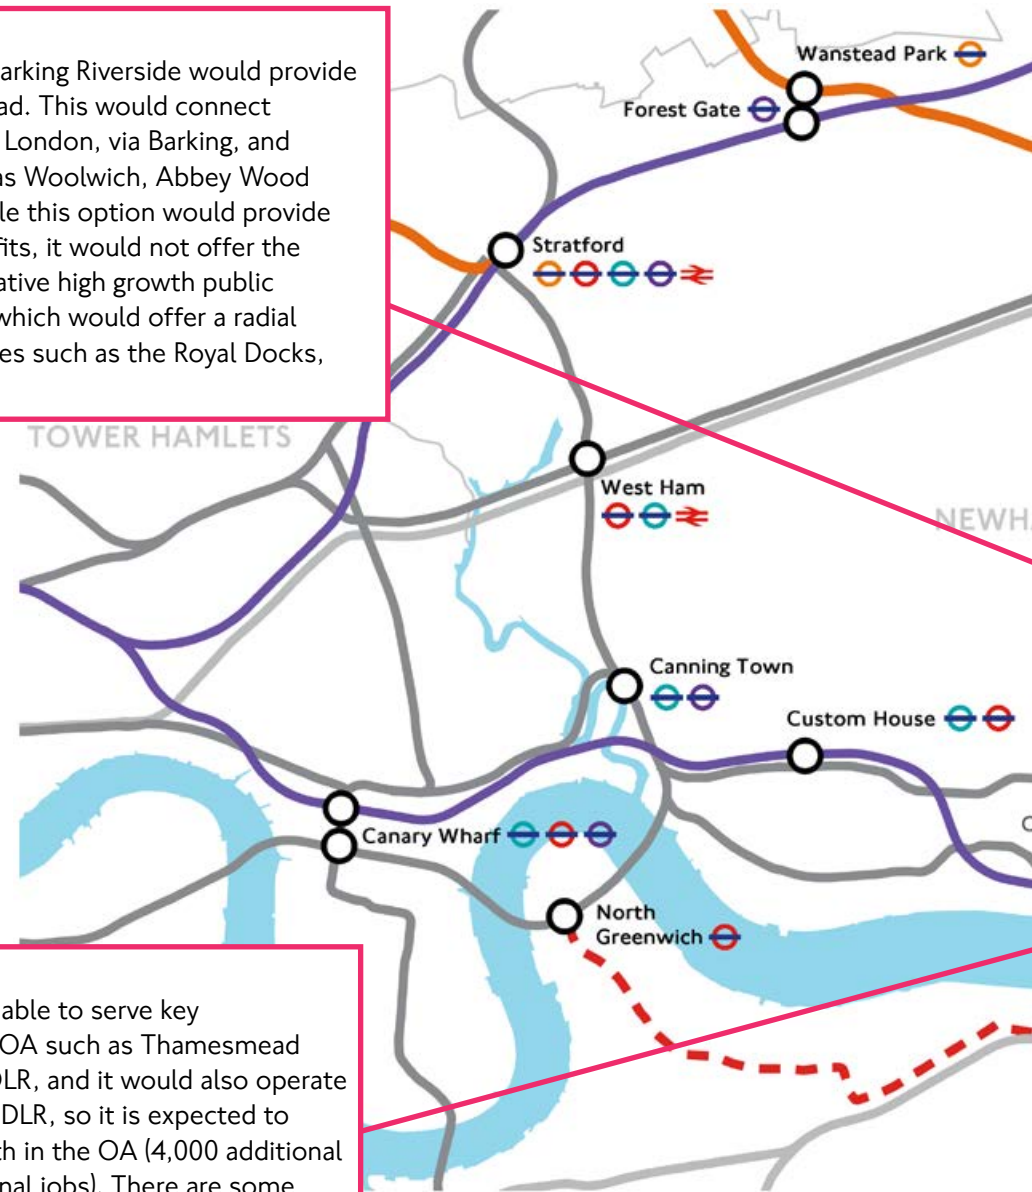 arking Riverside would provide
ad. This would connect
London, via Barking, and
as Woolwich, Abbey Wood
le this option would provide
fits, it would not offer the
ative high growth public
which would offer a radial
es such as the Royal Docks,
Wanstead Park
Forest Gate
Stratford
TOWER HAMLETS
West Ham
NEWH
Canning Town
Custom House
Canary Wharf
North
Greenwich
able to serve key
OA such as Thamesmead
DLR, and it would also operate
DLR, so it is expected to
th in the OA (4,000 additional
nal jobs). There are some